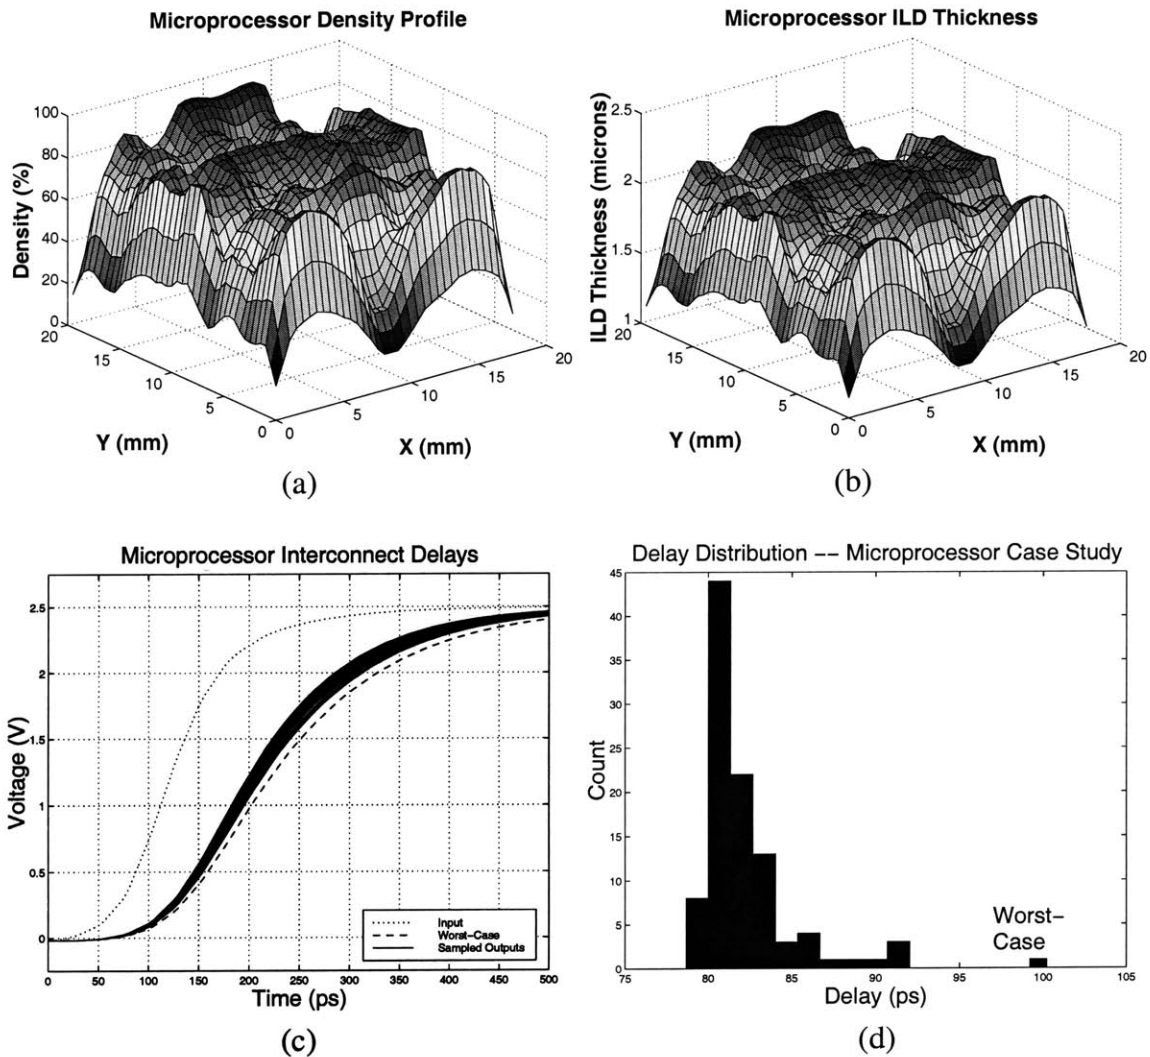 Microprocessor Density Profile
100
80
60
40
20
0
Density (%)
20
15
10
5
0
Y (mm)
0
5
10
15
20
X (mm)
(a)
Microprocessor ILD Thickness
2.5
2
1.5
1
ILD Thickness (microns)
20
15
10
5
0
Y (mm)
0
5
10
15
20
X (mm)
(b)
Microprocessor Interconnect Delays
2.5
2
1.5
1
0.5
0
Voltage (V)
Input
Worst-Case
Sampled Outputs
0 50 100 150 200 250 300 350 400 450 500
Time (ps)
(c)
Delay Distribution -- Microprocessor Case Study
45
40
35
30
25
20
15
10
5
0
Count
Worst-
Case
75 80 85 90 95 100 105
Delay (ps)
(d)